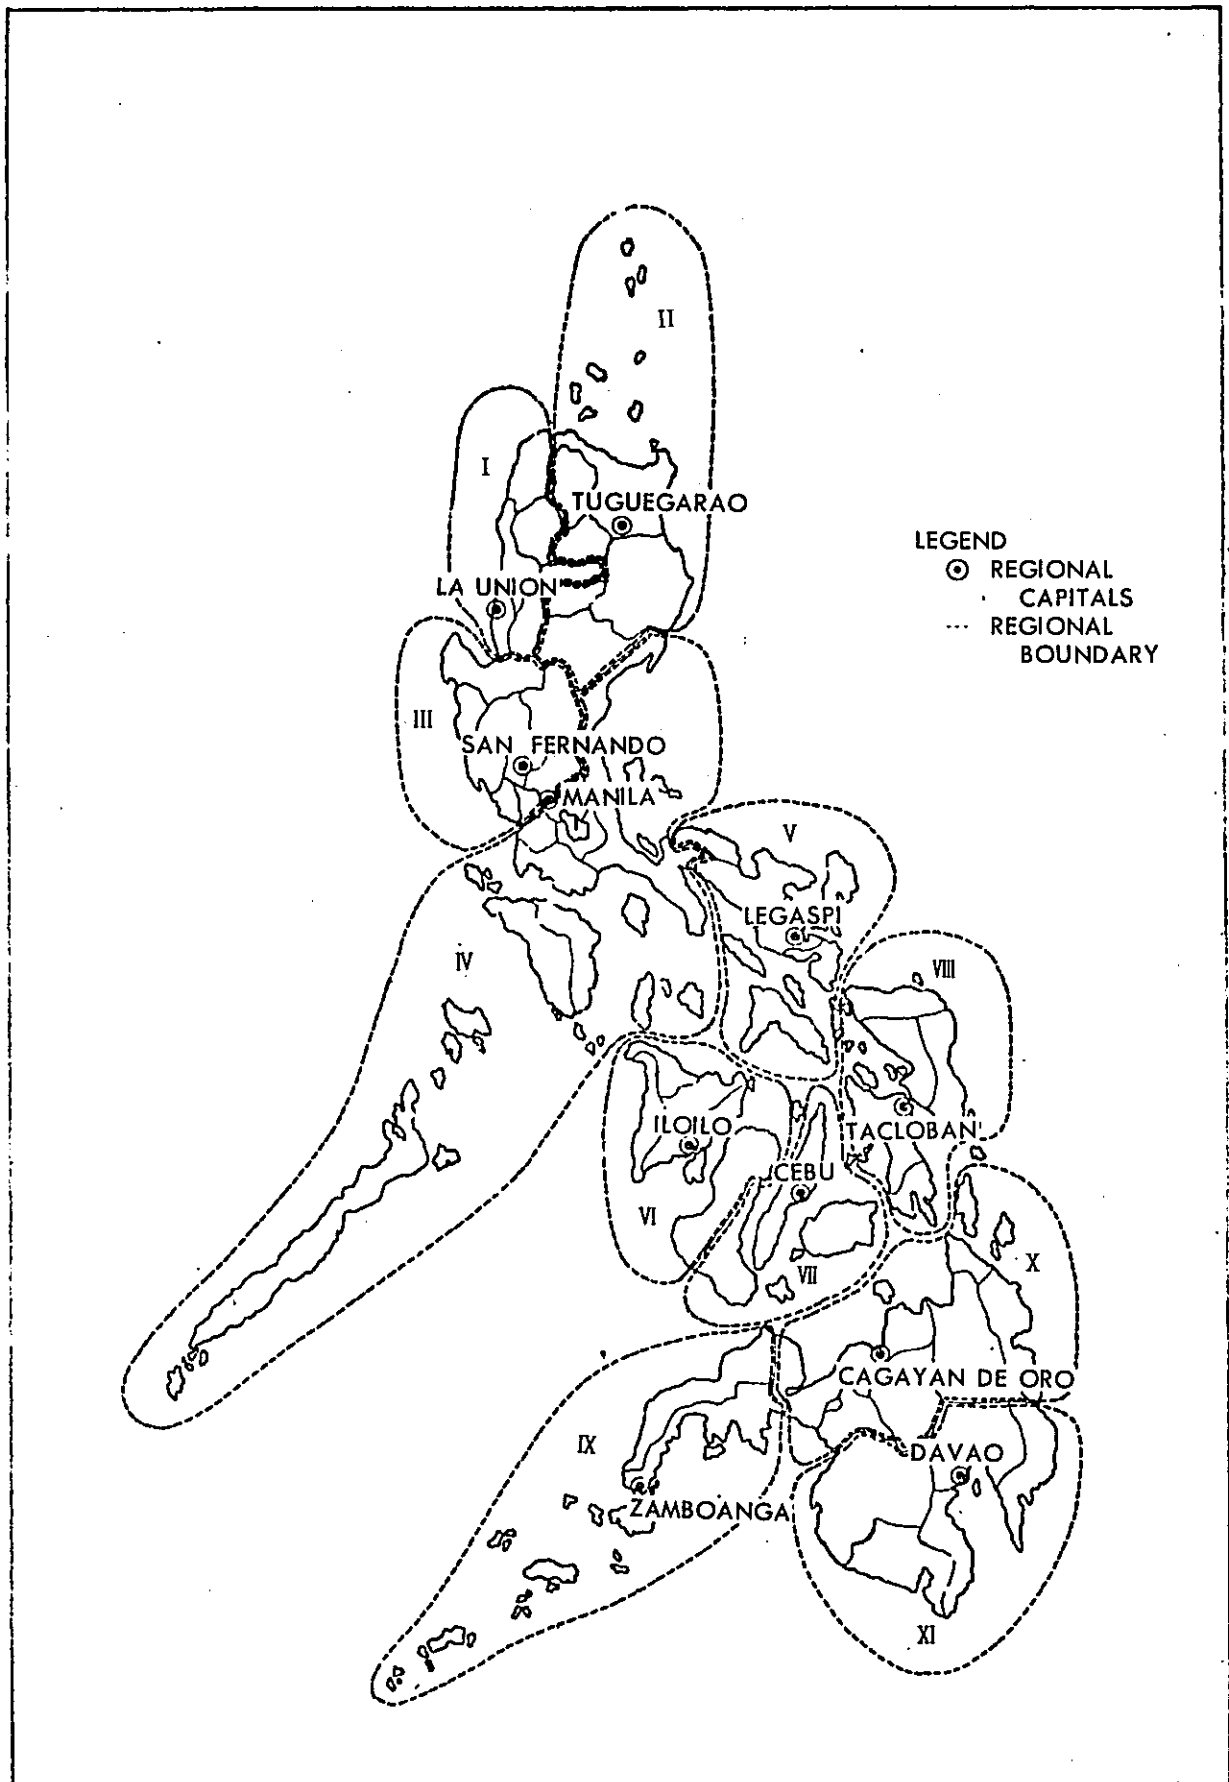 II
I
TUGUEGARAO
LEGEND
REGIONAL
CAPITALS
--- REGIONAL
BOUNDARY
LA UNION
III
SAN FERNANDO
MANILA
V
LEGASPI
IV
VIII
ILOILO
TACLOBAN
CEBU
VI
VII
X
CAGAYAN DE ORO
IX
DAVAO
ZAMBOANGA
XI